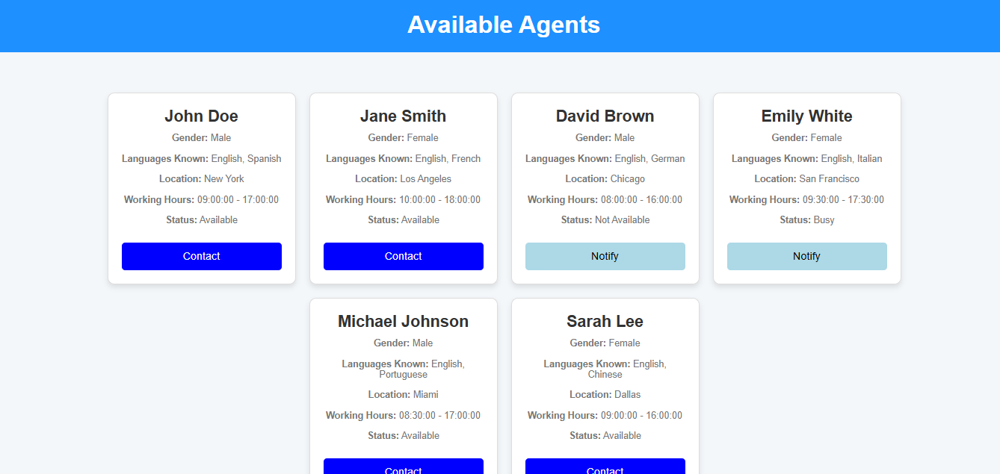 Available Agents
John Doe
Gender: Male
Languages Known: English, Spanish
Location: New York
Working Hours: 09:00:00 - 17:00:00
Status: Available
Contact
Jane Smith
Gender: Female
Languages Known: English, French
Location: Los Angeles
Working Hours: 10:00:00 - 18:00:00
Status: Available
Contact
David Brown
Gender: Male
Languages Known: English, German
Location: Chicago
Working Hours: 08:00:00 - 16:00:00
Status: Not Available
Notify
Emily White
Gender: Female
Languages Known: English, Italian
Location: San Francisco
Working Hours: 09:30:00 - 17:30:00
Status: Busy
Notify
Michael Johnson
Gender: Male
Languages Known: English,
Portuguese
Location: Miami
Working Hours: 08:30:00 - 17:00:00
Status: Available
Contact
Sarah Lee
Gender: Female
Languages Known: English,
Chinese
Location: Dallas
Working Hours: 09:00:00 - 16:00:00
Status: Available
Contact